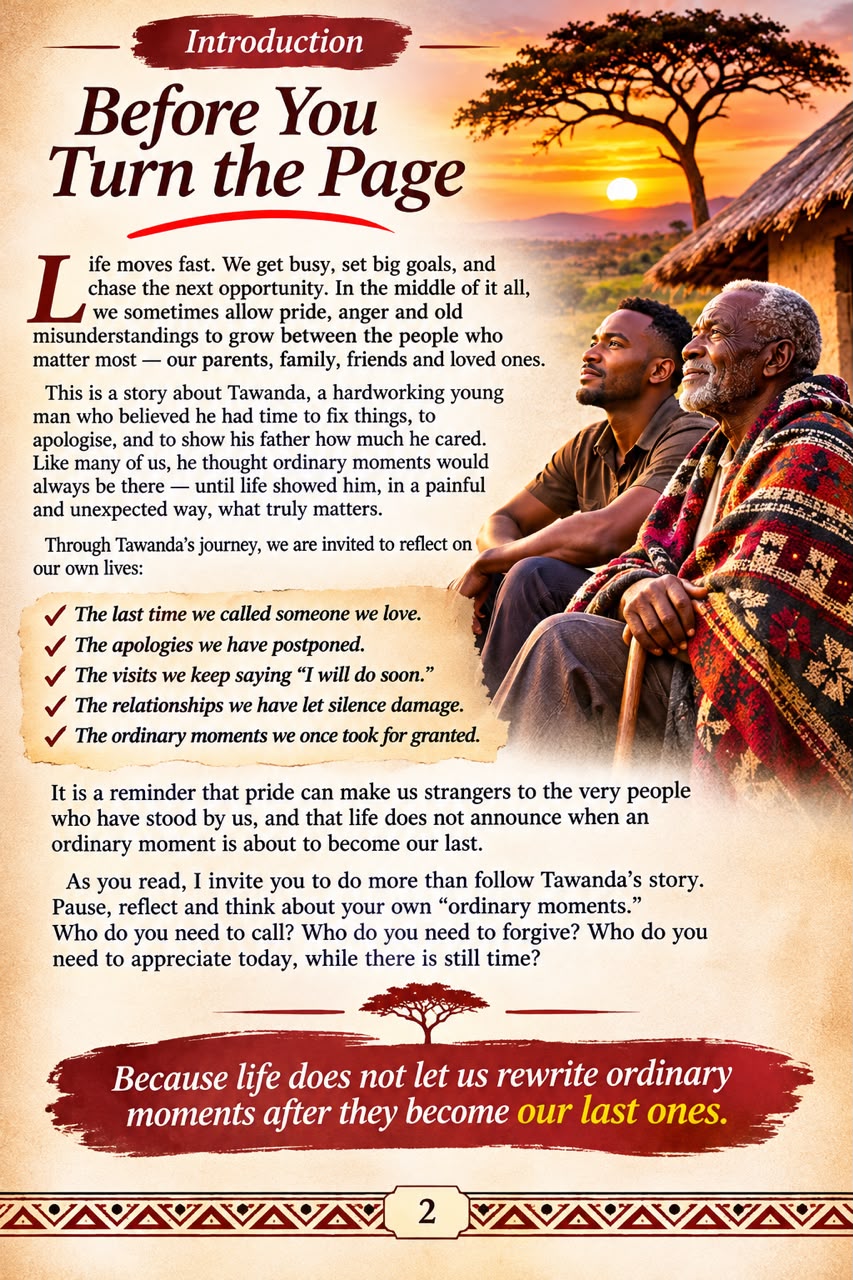 Introduction
Before You
Turn the Page
Life moves fast. We get busy, set big goals, and
chase the next opportunity. In the middle of it all,
we sometimes allow pride, anger and old
misunderstandings to grow between the people who
matter most — our parents, family, friends and loved ones.
This is a story about Tawanda, a hardworking young
man who believed he had time to fix things, to
apologise, and to show his father how much he cared.
Like many of us, he thought ordinary moments would
always be there — until life showed him, in a painful
and unexpected way, what truly matters.
Through Tawanda's journey, we are invited to reflect on
our own lives:
✓ The last time we called someone we love.
✓ The apologies we have postponed.
✓ The visits we keep saying “I will do soon.”
✓ The relationships we have let silence damage.
✓ The ordinary moments we once took for granted.
It is a reminder that pride can make us strangers to the very people
who have stood by us, and that life does not announce when an
ordinary moment is about to become our last.
As you read, I invite you to do more than follow Tawanda's story.
Pause, reflect and think about your own “ordinary moments.”
Who do you need to call? Who do you need to forgive? Who do you
need to appreciate today, while there is still time?
Because life does not let us rewrite ordinary
moments after they become our last ones.
2